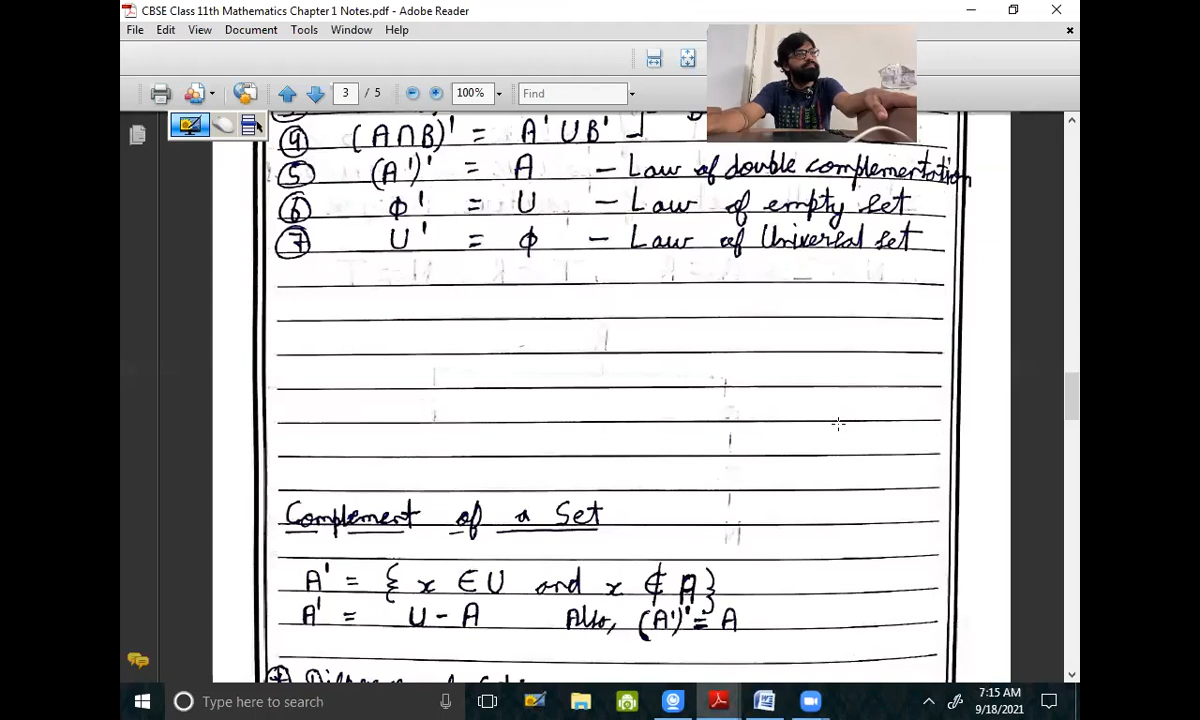 CBSE Class 11th Mathematics Chapter 1 Notes.pdf - Adobe Reader
File Edit View Document Tools Window Help
3 / 5 100% Find
④ (A∩B)' = A'∪B'
⑤ (A')' = A — Law of double complementation
⑥ ϕ' = U — Law of empty set
⑦ U' = ϕ — Law of Universal set
Complement of a Set
A' = { x ∈ U and x ∉ A}
A' = U - A Also, (A')' = A
Type here to search
7:15 AM
9/18/2021